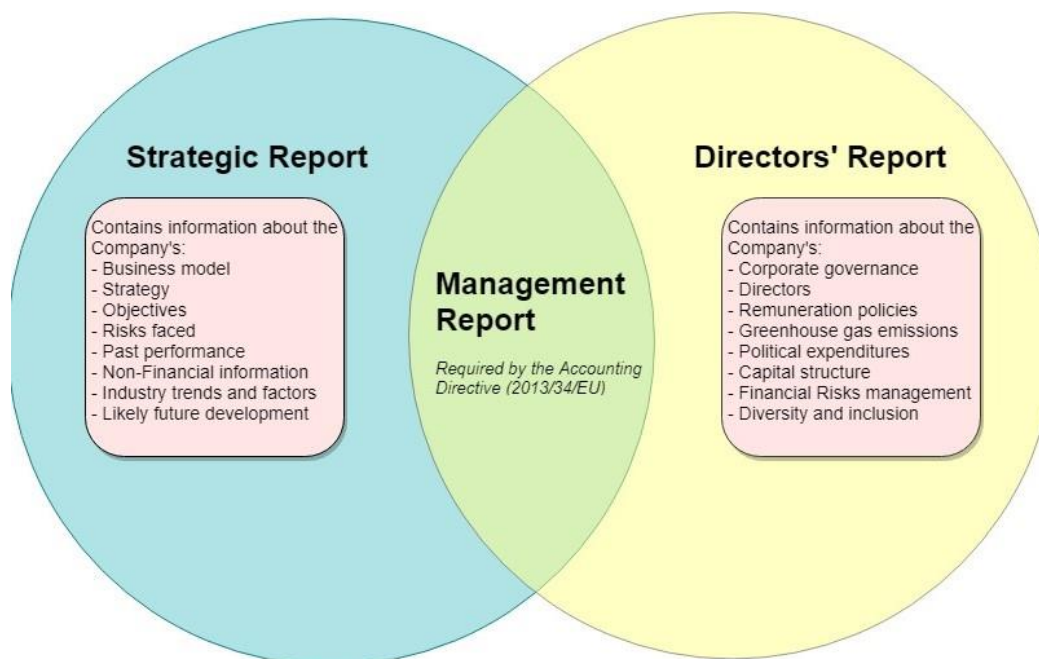 Strategic Report
Contains information about the
Company's:
- Business model
- Strategy
- Objectives
- Risks faced
- Past performance
- Non-Financial information
- Industry trends and factors
- Likely future development
Management
Report
Required by the Accounting
Directive (2013/34/EU)
Directors' Report
Contains information about the
Company's:
- Corporate governance
- Directors
- Remuneration policies
- Greenhouse gas emissions
- Political expenditures
- Capital structure
- Financial Risks management
- Diversity and inclusion